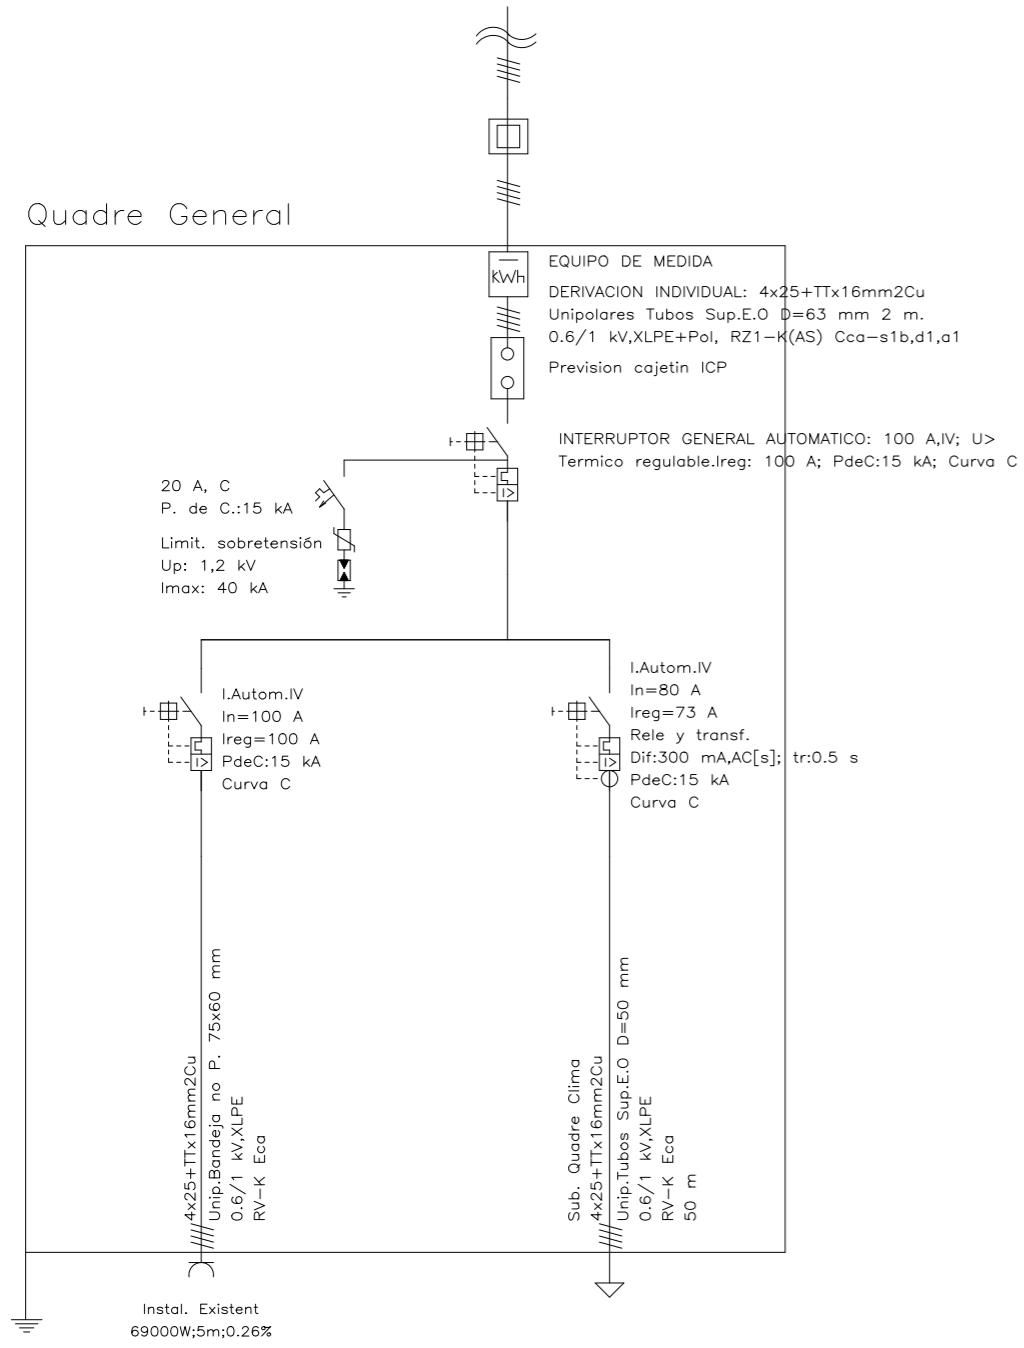 Quadre General
KWh
EQUIPO DE MEDIDA
DERIVACION INDIVIDUAL: 4x25+TTx16mm2Cu
Unipolares Tubos Sup.E.O D=63 mm 2 m.
0.6/1 kV,XLPE+Pol, RZ1-K(AS) Cca-s1b,d1,a1
Prevision cajetin ICP
INTERRUPTOR GENERAL AUTOMATICO: 100 A,IV; U>
Termico regulable.Ireg: 100 A; PdeC:15 kA; Curva C
I>
20 A, C
P. de C.:15 kA
Limit. sobretensión
Up: 1,2 kV
Imax: 40 kA
I.Autom.IV
In=100 A
Ireg=100 A
PdeC:15 kA
Curva C
I>
I.Autom.IV
In=80 A
Ireg=73 A
Rele y transf.
Dif:300 mA,AC[s]; tr:0.5 s
PdeC:15 kA
Curva C
I>
4x25+TTx16mm2Cu
Unip.Bandeja no P. 75x60 mm
0.6/1 kV,XLPE
RV-K Eca
Sub. Quadre Clima
4x25+TTx16mm2Cu
Unip.Tubos Sup.E.O D=50 mm
0.6/1 kV,XLPE
RV-K Eca
50 m
Instal. Existent
69000W;5m;0.26%